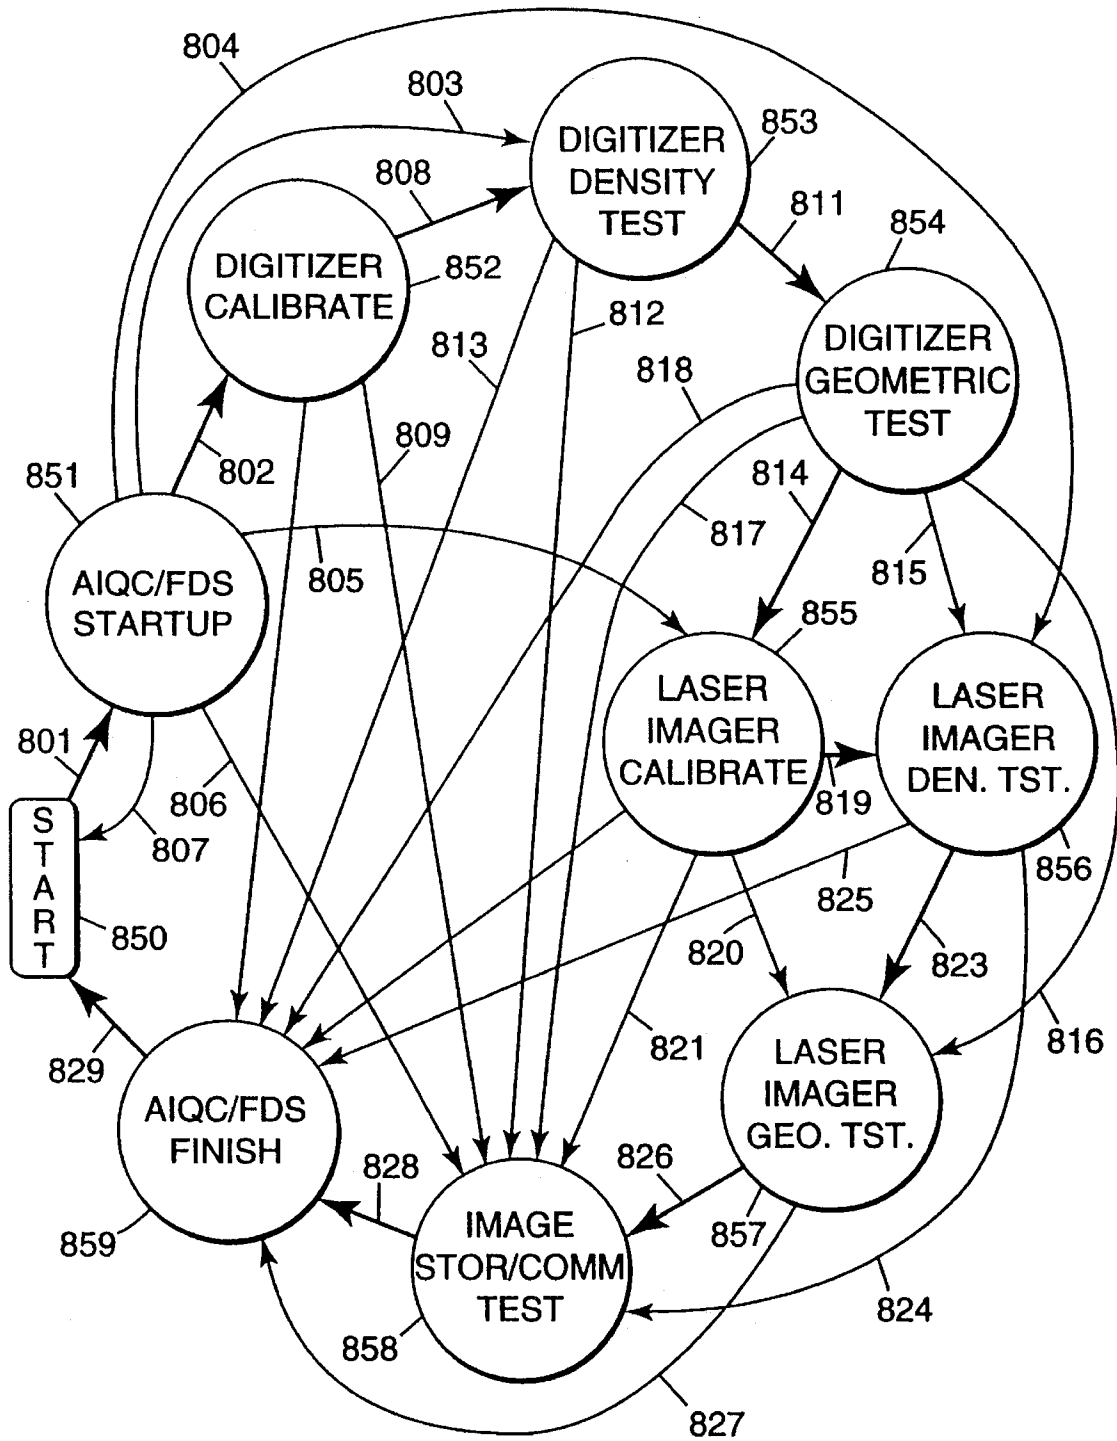 804
803
853
DIGITIZER
DENSITY
TEST
808
811
854
DIGITIZER
CALIBRATE
852
812
813
818
DIGITIZER
GEOMETRIC
TEST
809
802
851
814
817
815
805
AIQC/FDS
STARTUP
855
LASER
IMAGER
CALIBRATE
LASER
IMAGER
DEN. TST.
801
806
819
807
START
856
825
850
820
823
821
816
829
LASER
IMAGER
GEO. TST.
AIQC/FDS
FINISH
826
828
857
859
IMAGE
STOR/COMM
TEST
858
824
827